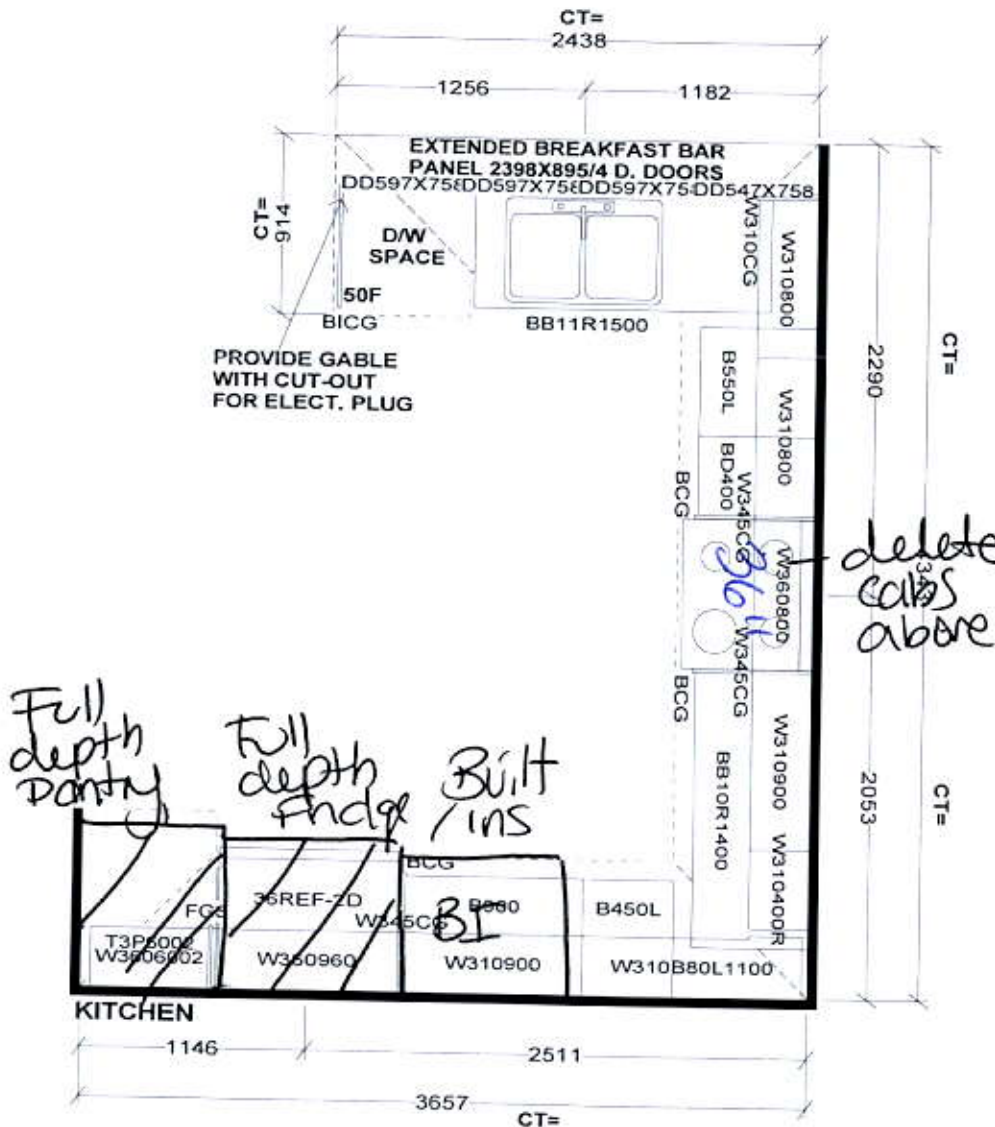 CT=
2438
1256
1182
EXTENDED BREAKFAST BAR
PANEL 2398X895/4 D. DOORS
DD597X758 DD597X758 DD597X758 DD547X758
CT=
914
D/W
SPACE
50F
BICG
BB11R1500
W310CG
W310800
PROVIDE GABLE
WITH CUT-OUT
FOR ELECT. PLUG
B550L
W310800
2290
CT=
BD400
BCG
W345CG
36"
W360800
delete
cabs
above
W345CG
BCG
BB10R1400
W310900
2053
CT=
W310400R
Full
depth
Pantry
Full
depth
Fridge
Built
ins
BCG
36REF-2D
W345CG
BI
B450L
W350960
W310900
W310B80L1100
KITCHEN
1146
2511
3657
CT=